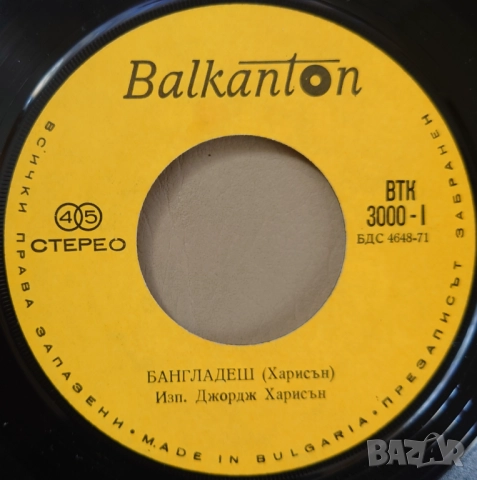 Balkanton
45
СТЕРЕО
ВТК
3000-I
БДС 4648-71
БАНГЛАДЕШ (Харисън)
Изп. Джордж Харисън
ВСИЧКИ ПРАВА ЗАПАЗЕНИ • MADE IN BULGARIA • ПРЕЗАПИСЪТ ЗАБРАНЕН
BAZAR